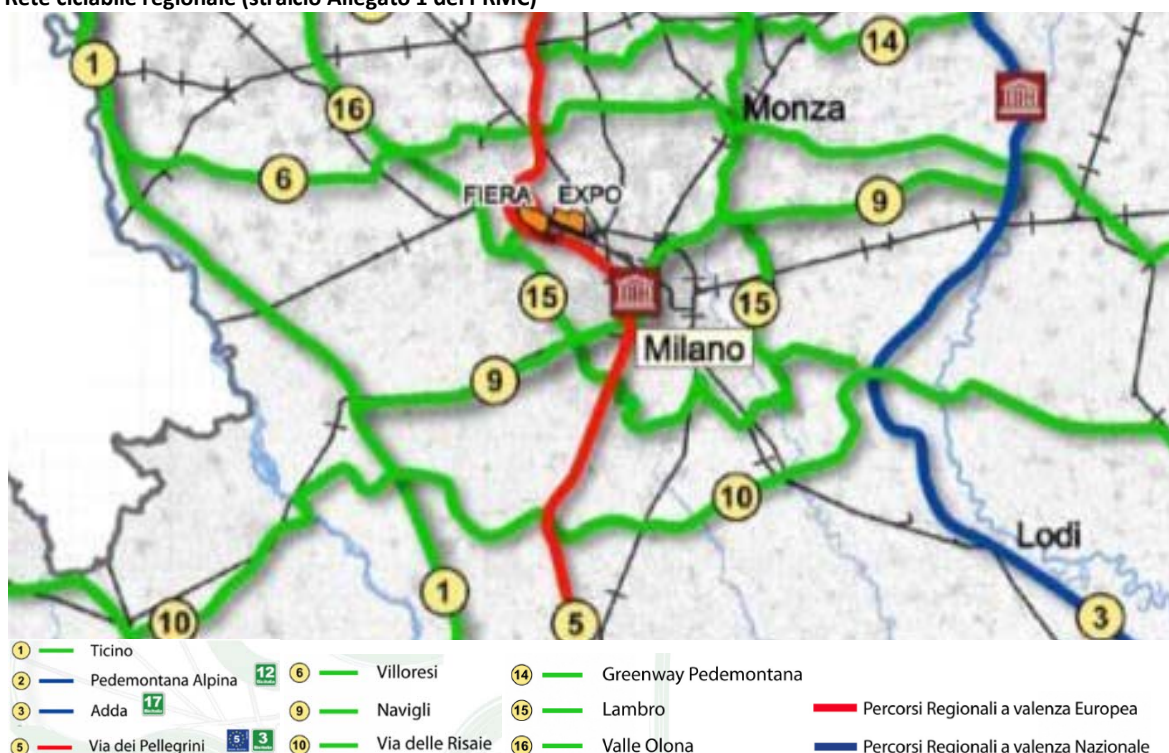 Rete ciclabile regionale (stralcio Allegato 1 del PRMC)
1
14
16
Monza
6
FIERA EXPO
9
15
15
Milano
9
10
Lodi
1
10
5
3
1 Ticino
2 Pedemontana Alpina 12
3 Adda 17
5 Via dei Pellegrini 5 3
6 Villoresi
9 Navigli
10 Via delle Risaie
14 Greenway Pedemontana
15 Lambro
16 Valle Olona
Percorsi Regionali a valenza Europea
Percorsi Regionali a valenza Nazionale